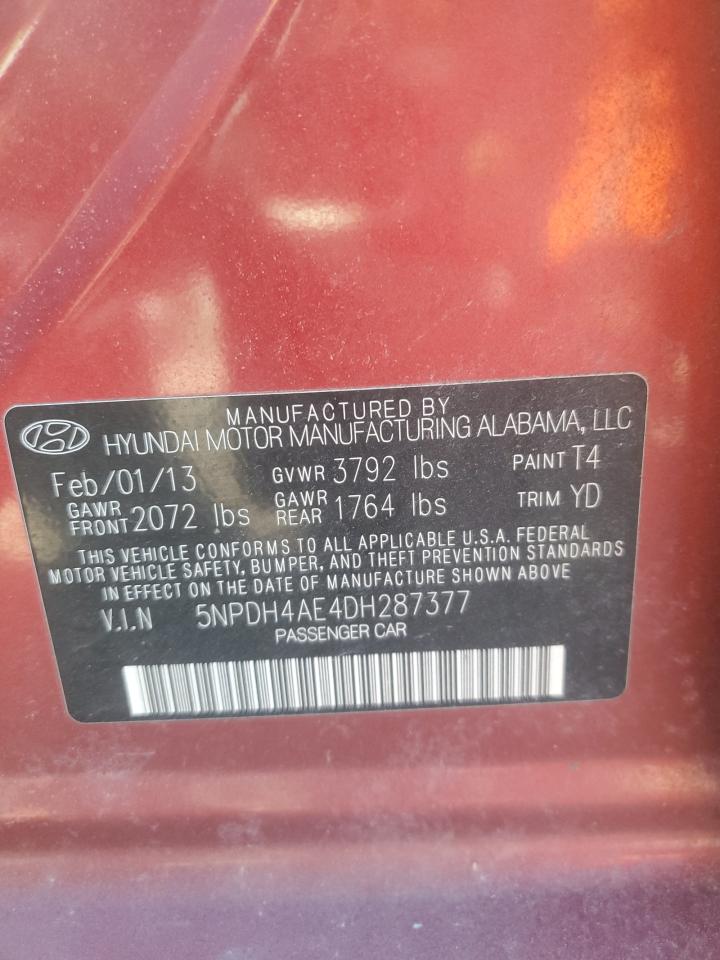 MANUFACTURED BY
HYUNDAI MOTOR MANUFACTURING ALABAMA, LLC
Feb/01/13 GVWR 3792 lbs PAINT T4
GAWR FRONT 2072 lbs GAWR REAR 1764 lbs TRIM YD
THIS VEHICLE CONFORMS TO ALL APPLICABLE U.S.A. FEDERAL
MOTOR VEHICLE SAFETY, BUMPER, AND THEFT PREVENTION STANDARDS
IN EFFECT ON THE DATE OF MANUFACTURE SHOWN ABOVE
V.I.N 5NPDH4AE4DH287377
PASSENGER CAR